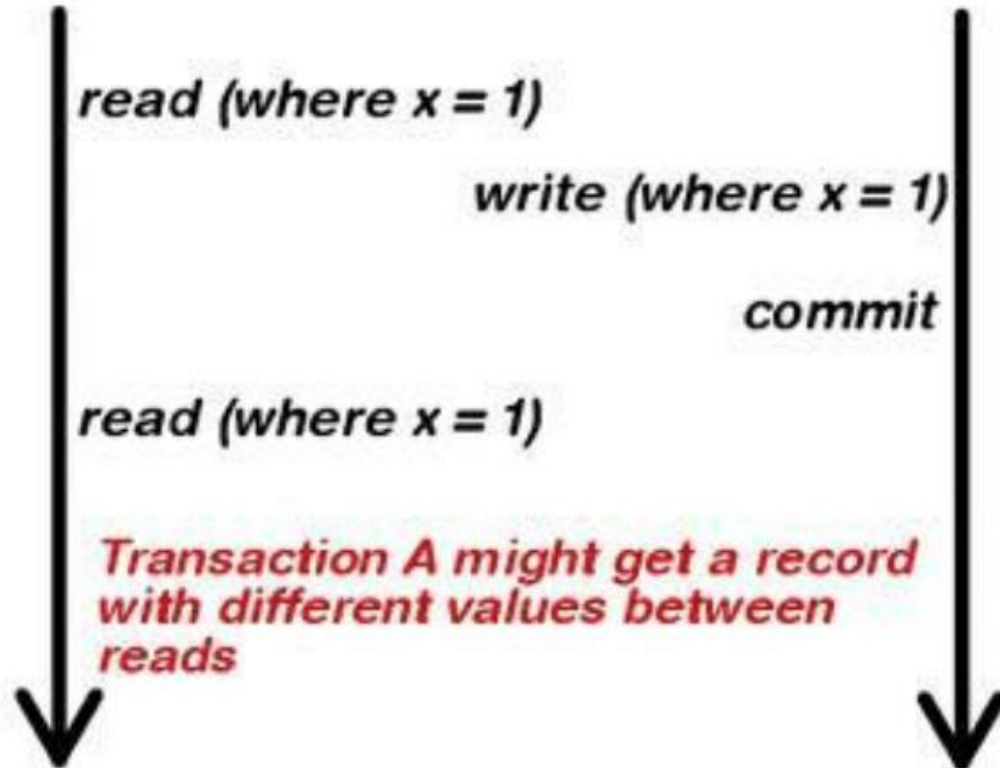 read (where x = 1)
write (where x = 1)
commit
read (where x = 1)
Transaction A might get a record
with different values between
reads